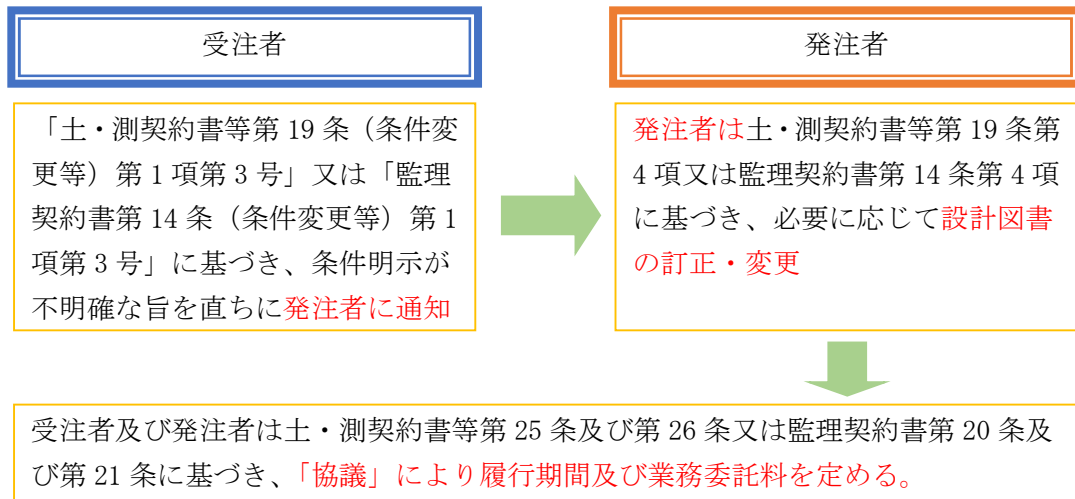 受注者
「土・測契約書等第 19 条（条件変
更等）第 1 項第 3 号」又は「監理
契約書第 14 条（条件変更等）第 1
項第 3 号」に基づき、条件明示が
不明確な旨を直ちに発注者に通知
発注者
発注者は土・測契約書等第 19 条第
4 項又は監理契約書第 14 条第 4 項
に基づき、必要に応じて設計図書
の訂正・変更
受注者及び発注者は土・測契約書等第 25 条及び第 26 条又は監理契約書第 20 条及
び第 21 条に基づき、「協議」により履行期間及び業務委託料を定める。